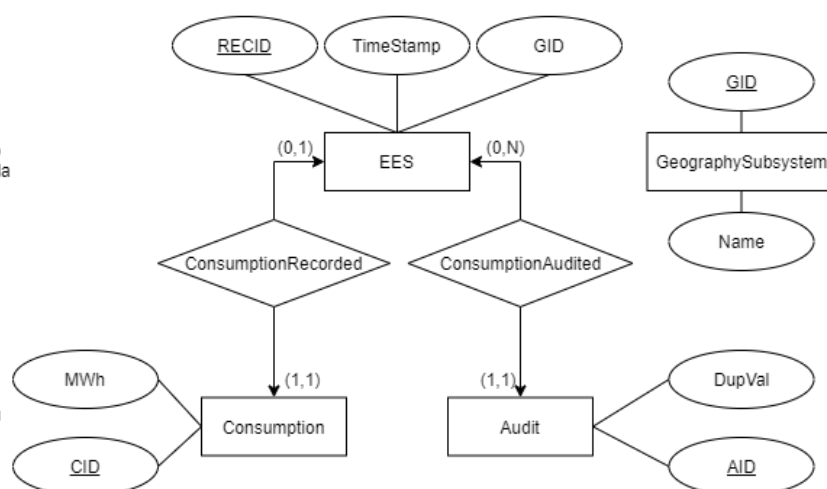 RECID
TimeStamp
GID
GID
(0,1)
(0,N)
la
EES
GeographySubsystem
ConsumptionRecorded
ConsumptionAudited
Name
MWh
(1,1)
(1,1)
DupVal
Consumption
Audit
CID
AID